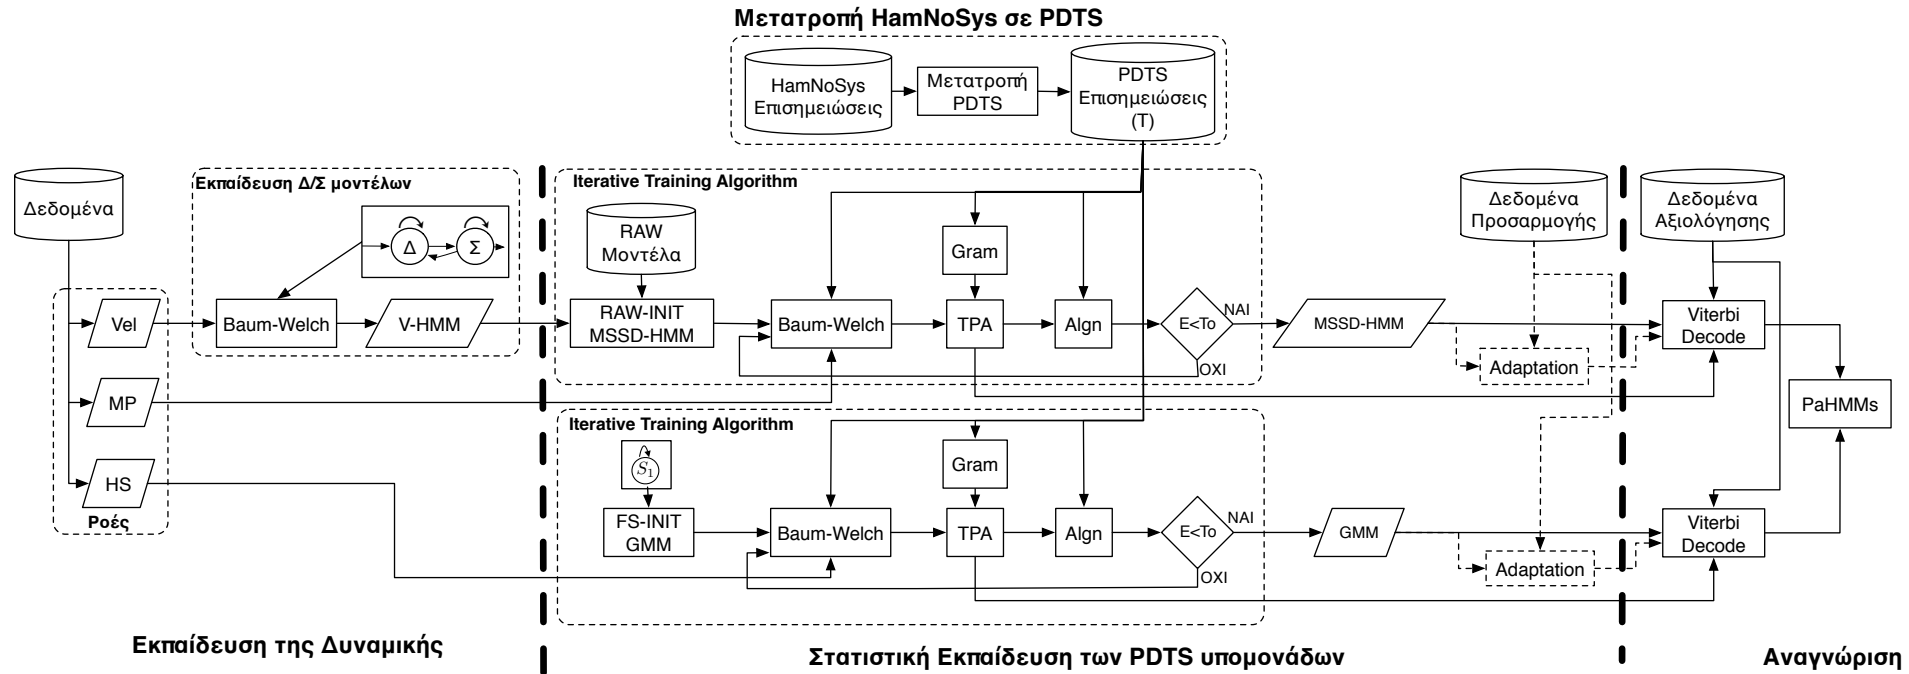 Μετατροπή HamNoSys σε PDTS
HamNoSys
Επισημειώσεις
Μετατροπή
PDTS
PDTS
Επισημειώσεις
(T)
Δεδομένα
Εκπαίδευση Δ/Σ μοντέλων
Δ
Σ
Vel
Baum-Welch
V-HMM
MP
HS
Ροές
Iterative Training Algorithm
RAW
Μοντέλα
RAW-INIT
MSSD-HMM
Baum-Welch
Gram
TPA
Algn
E<To
NAI
OXI
MSSD-HMM
Δεδομένα
Προσαρμογής
Adaptation
Δεδομένα
Αξιολόγησης
Viterbi
Decode
PaHMMs
Iterative Training Algorithm
S1
FS-INIT
GMM
Baum-Welch
Gram
TPA
Algn
E<To
NAI
OXI
GMM
Adaptation
Viterbi
Decode
Εκπαίδευση της Δυναμικής
Στατιστική Εκπαίδευση των PDTS υπομονάδων
Αναγνώριση